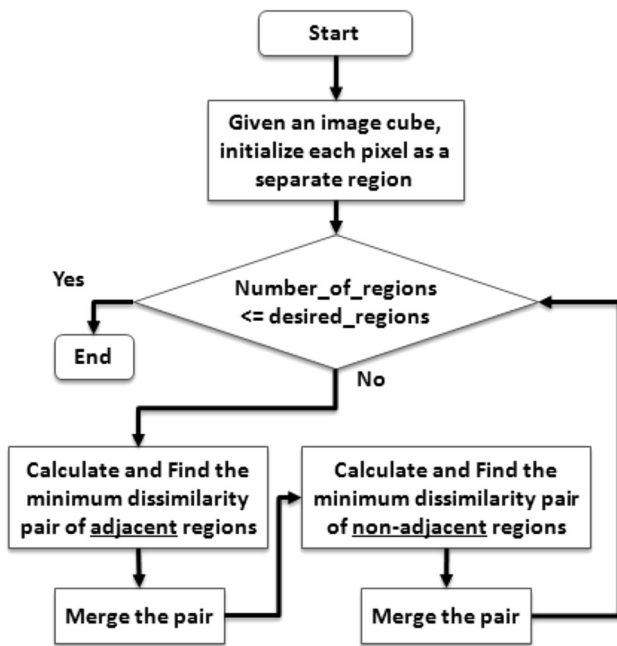 Start
Given an image cube,
initialize each pixel as a
separate region
Number_of_regions
<= desired_regions
Yes
End
No
Calculate and Find the
minimum dissimilarity
pair of adjacent regions
Merge the pair
Calculate and Find the
minimum dissimilarity pair
of non-adjacent regions
Merge the pair